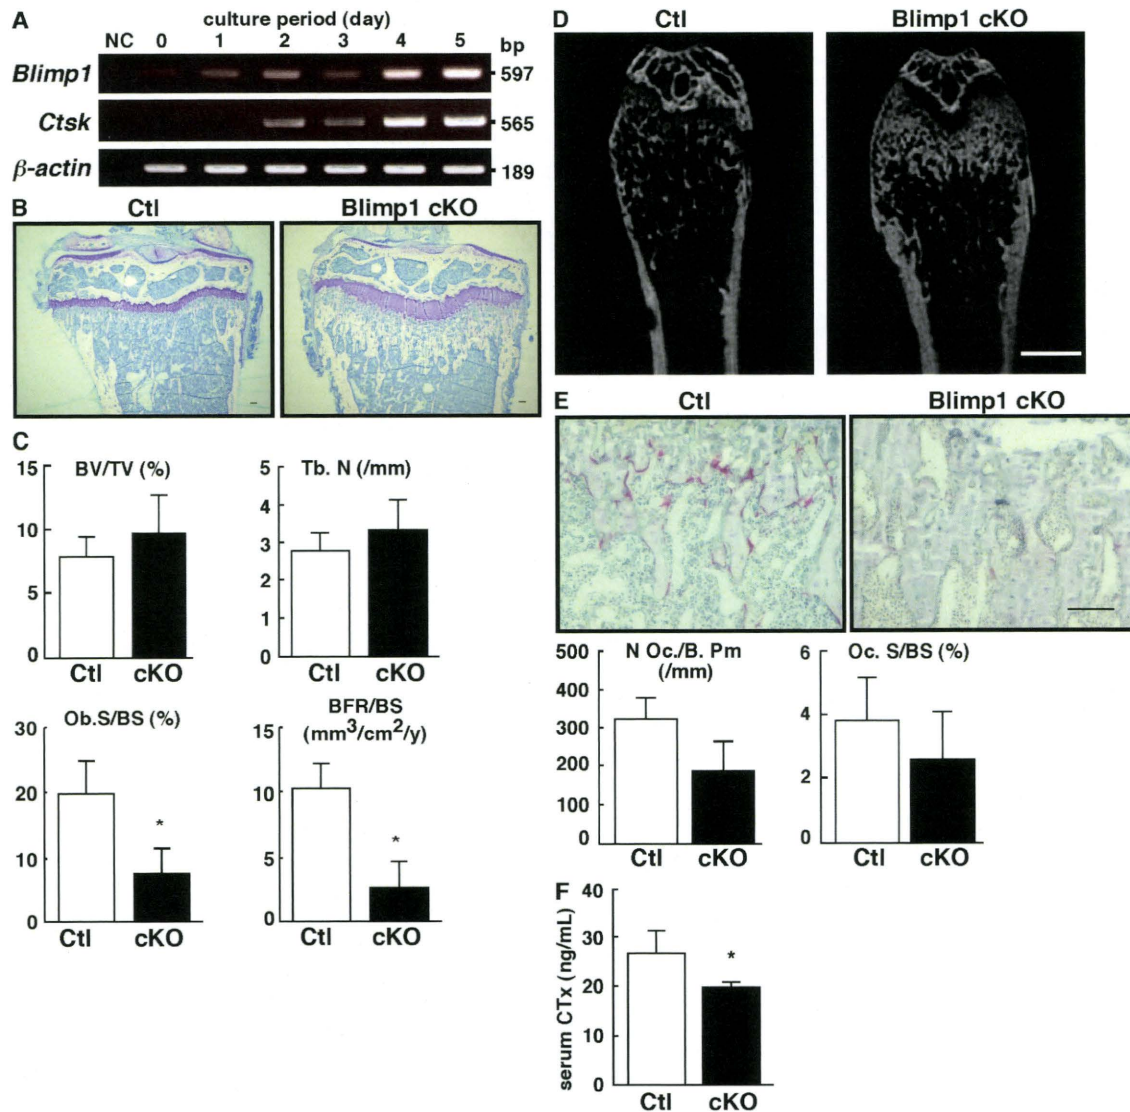 A
culture period (day)
NC 0 1 2 3 4 5 bp
Blimp1 597
Ctsk 565
β-actin 189
B
Ctl Blimp1 cKO
C
BV/TV (%)
15
10
5
0
Ctl cKO
Tb. N (/mm)
5
4
3
2
1
0
Ctl cKO
Ob.S/BS (%)
30
20
10
0
*
Ctl cKO
BFR/BS
(mm³/cm²/y)
10
5
0
*
Ctl cKO
D
Ctl Blimp1 cKO
E
Ctl Blimp1 cKO
N Oc./B. Pm
(/mm)
500
400
300
200
100
0
Ctl cKO
Oc. S/BS (%)
6
4
2
0
Ctl cKO
F
serum CTx (ng/mL)
40
30
20
10
0
*
Ctl cKO